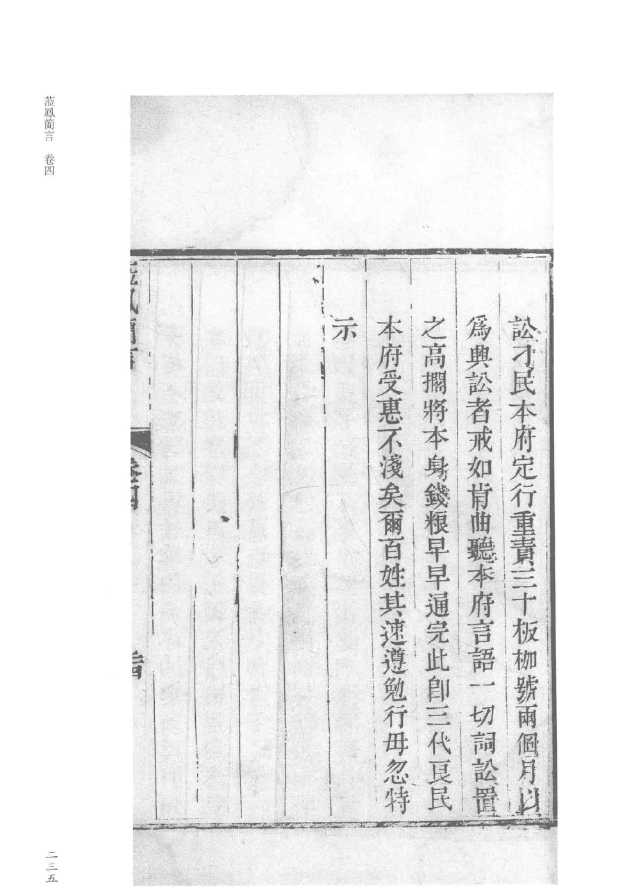 訟刁民本府定行重責三十板枷號兩個月以
爲興訟者戒如肯曲聽本府言語一切詞訟置
之高擱將本身錢粮早早通完此卽三代良民
本府受惠不淺矣爾百姓其速遵勉行毋忽特
示
卷四
蒞鳳簡言 卷四
二三五